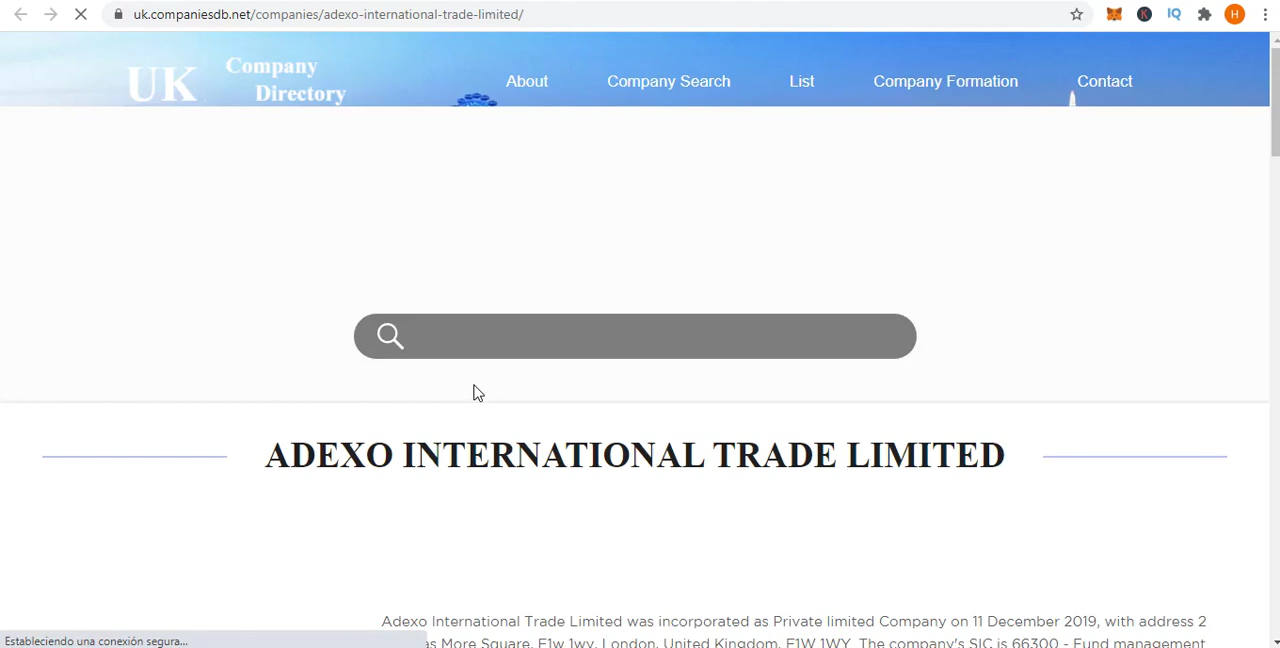 uk.companiesdb.net/companies/adexo-international-trade-limited/
IQ
H
UK Company Directory
About
Company Search
List
Company Formation
Contact
ADEXO INTERNATIONAL TRADE LIMITED
Adexo International Trade Limited was incorporated as Private limited Company on 11 December 2019, with address 2
as More Square, E1w 1wy, London, United Kingdom, E1W 1WY. The company's SIC is 66300 - Fund management
Estableciendo una conexión segura...